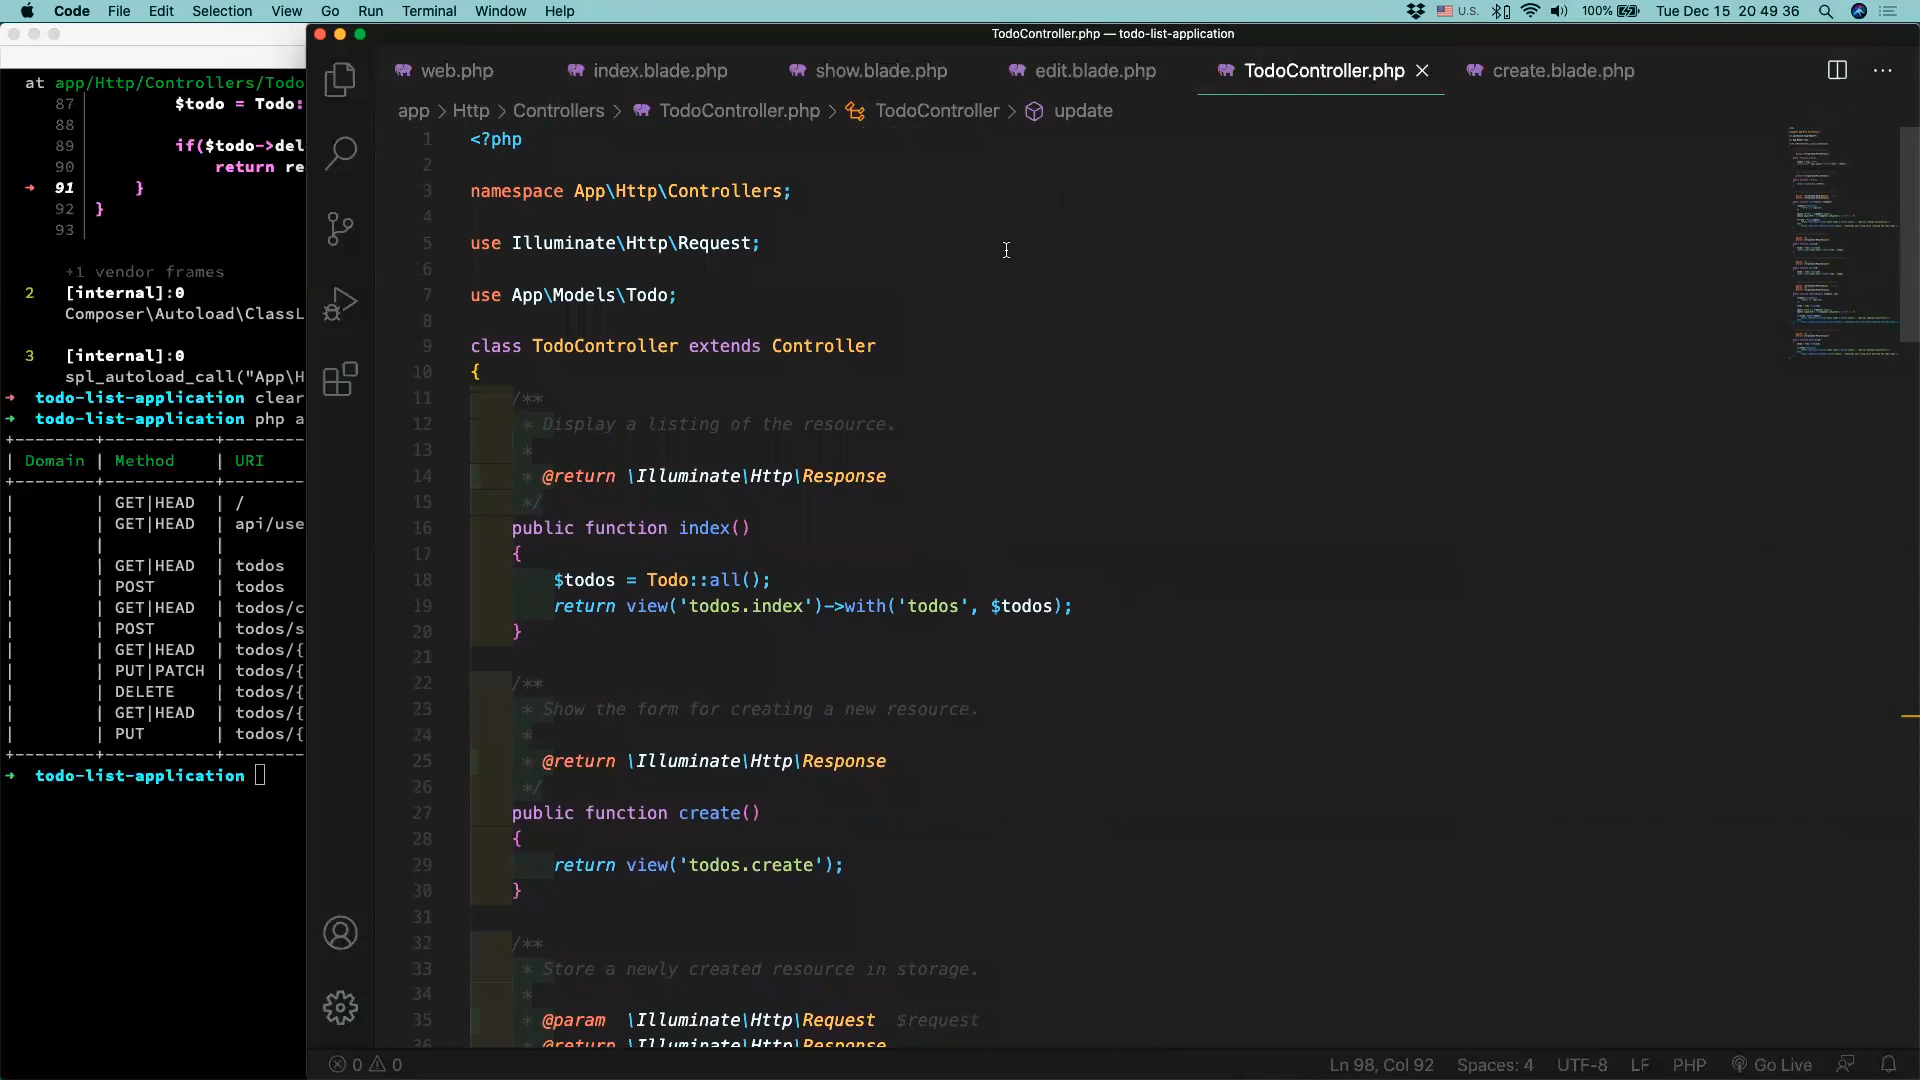 Code File Edit Selection View Go Run Terminal Window Help U.S. 100% Tue Dec 15 20 49 36
TodoController.php — todo-list-application
web.php index.blade.php show.blade.php edit.blade.php TodoController.php create.blade.php
app > Http > Controllers > TodoController.php > TodoController > update
at app/Http/Controllers/Todo
87 $todo = Todo:
88
89 if($todo->del
90 return re
91 }
92 }
93
+1 vendor frames
2 [internal]:0
Composer\Autoload\ClassL
3 [internal]:0
spl_autoload_call("App\H
todo-list-application clear
todo-list-application php a
| Domain | Method | URI
| | GET|HEAD | /
| | GET|HEAD | api/use
| | |
| | GET|HEAD | todos
| | POST | todos
| | GET|HEAD | todos/c
| | POST | todos/s
| | GET|HEAD | todos/{
| | PUT|PATCH | todos/{
| | DELETE | todos/{
| | GET|HEAD | todos/{
| | PUT | todos/{
todo-list-application
1 <?php
2
3 namespace App\Http\Controllers;
4
5 use Illuminate\Http\Request;
6
7 use App\Models\Todo;
8
9 class TodoController extends Controller
10 {
11 /**
12 * Display a listing of the resource.
13 *
14 * @return \Illuminate\Http\Response
15 */
16 public function index()
17 {
18 $todos = Todo::all();
19 return view('todos.index')->with('todos', $todos);
20 }
21
22 /**
23 * Show the form for creating a new resource.
24 *
25 * @return \Illuminate\Http\Response
26 */
27 public function create()
28 {
29 return view('todos.create');
30 }
31
32 /**
33 * Store a newly created resource in storage.
34 *
35 * @param \Illuminate\Http\Request $request
36 * @return \Illuminate\Http\Response
0 0 Ln 98, Col 92 Spaces: 4 UTF-8 LF PHP Go Live